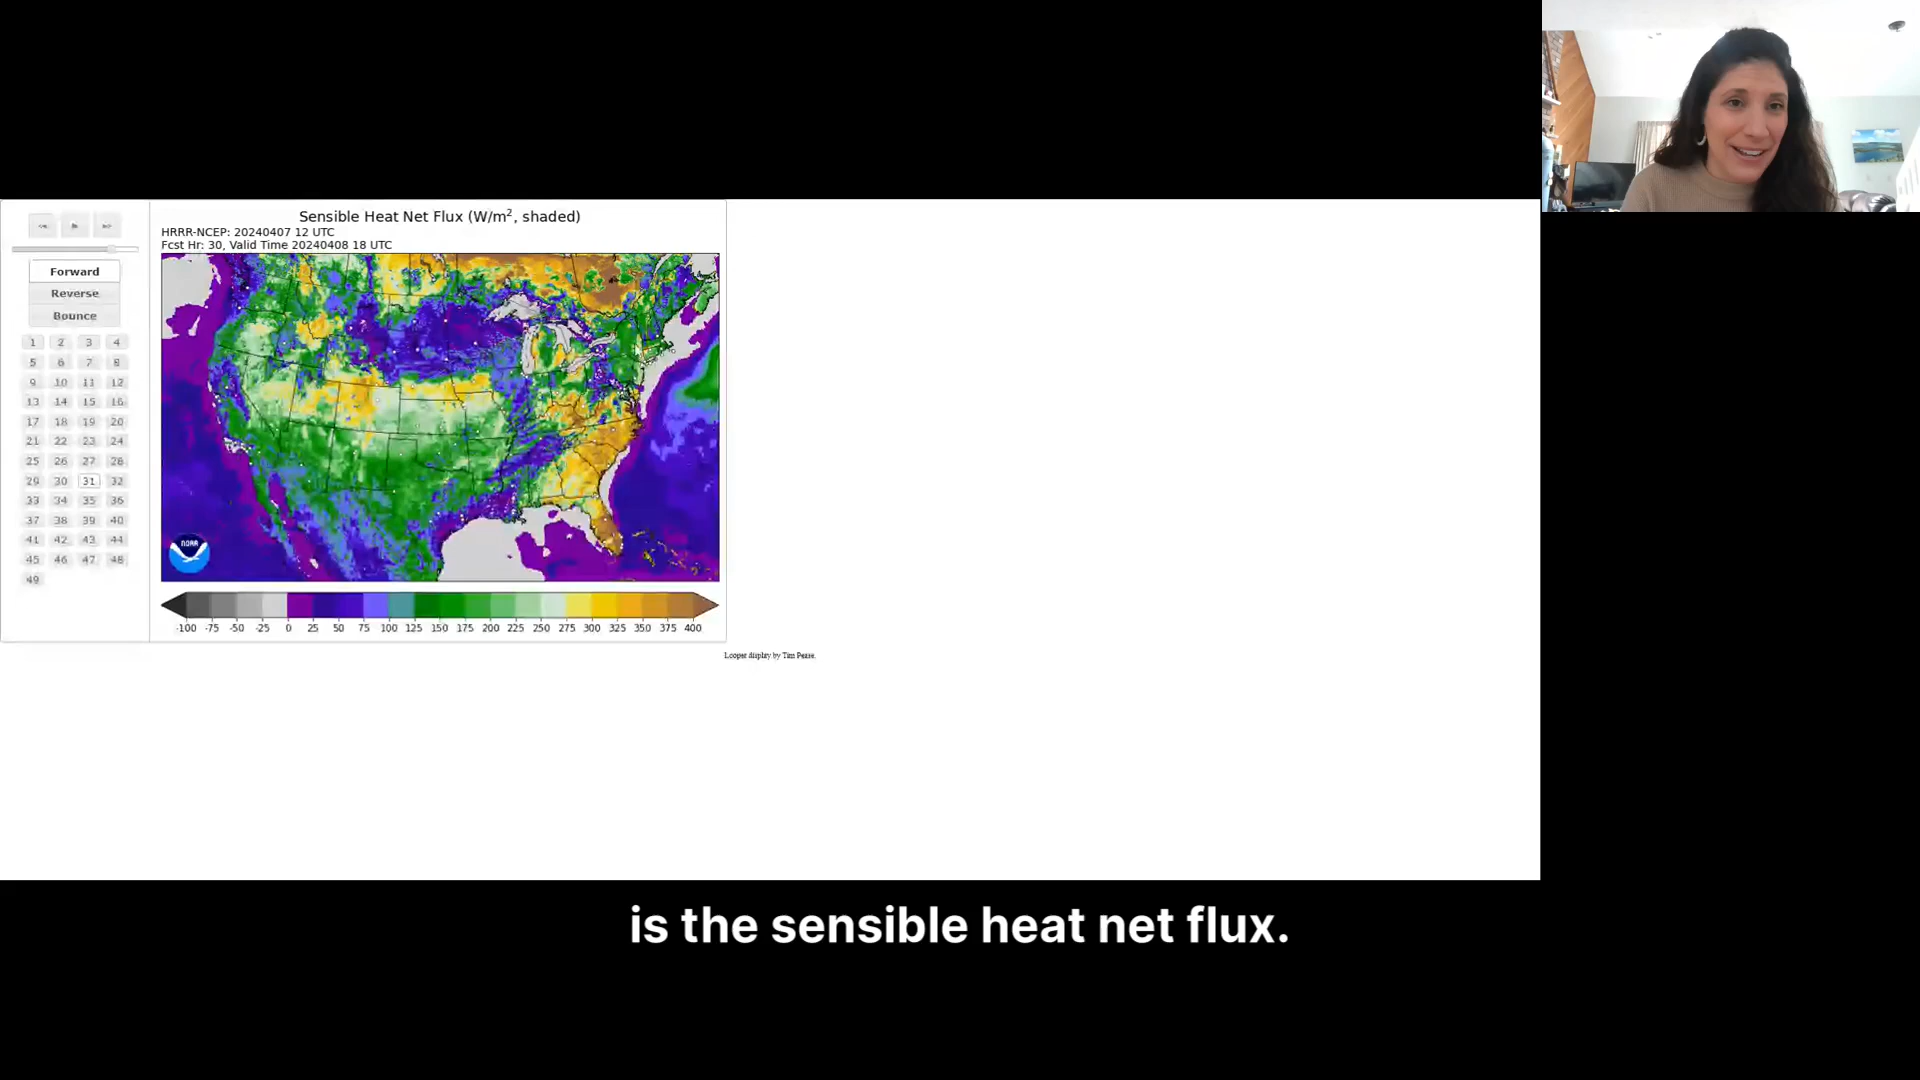 Sensible Heat Net Flux (W/m², shaded)
HRRR-NCEP: 20240407 12 UTC
Fcst Hr: 30, Valid Time 20240408 18 UTC
Forward
Reverse
Bounce
1 2 3 4
5 6 7 8
9 10 11 12
13 14 15 16
17 18 19 20
21 22 23 24
25 26 27 28
29 30 31 32
33 34 35 36
37 38 39 40
41 42 43 44
45 46 47 48
49
NOAA
-100 -75 -50 -25 0 25 50 75 100 125 150 175 200 225 250 275 300 325 350 375 400
Looper display by Tim Pease.
is the sensible heat net flux.